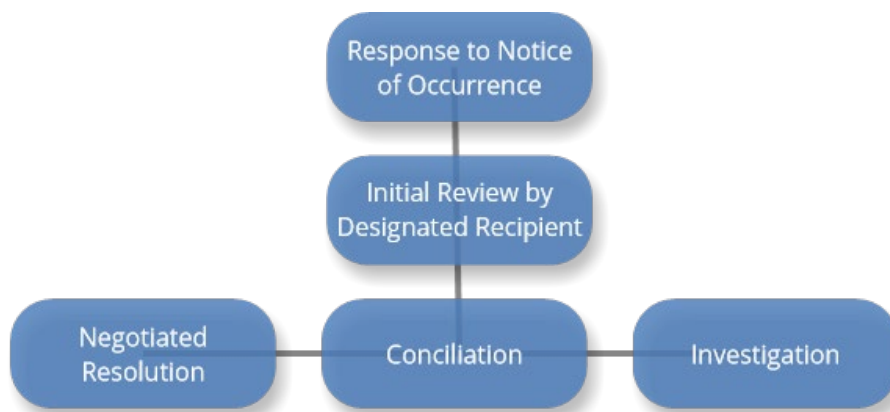 Response to Notice
of Occurrence
Initial Review by
Designated Recipient
Negotiated
Resolution
Conciliation
Investigation